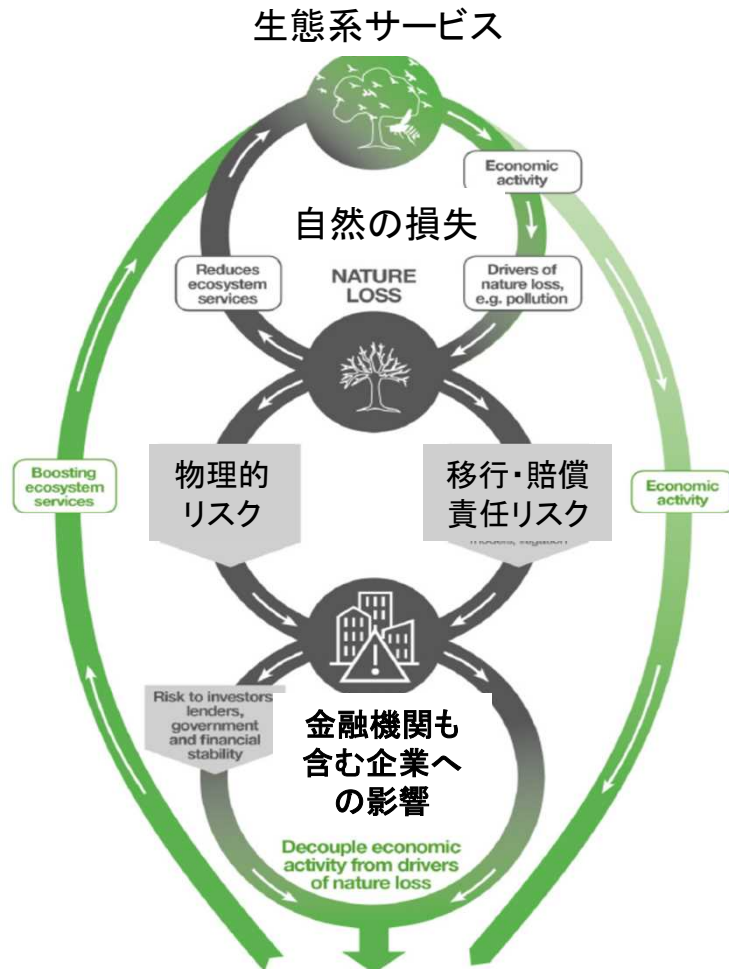 生態系サービス
Economic
activity
自然の損失
Reduces
ecosystem
services
NATURE
LOSS
Drivers of
nature loss,
e.g. pollution
Boosting
ecosystem
services
物理的
リスク
移行・賠償
責任リスク
Economic
activity
Risk to investors
lenders,
government
and financial
stability
金融機関も
含む企業へ
の影響
Decouple economic
activity from drivers
of nature loss